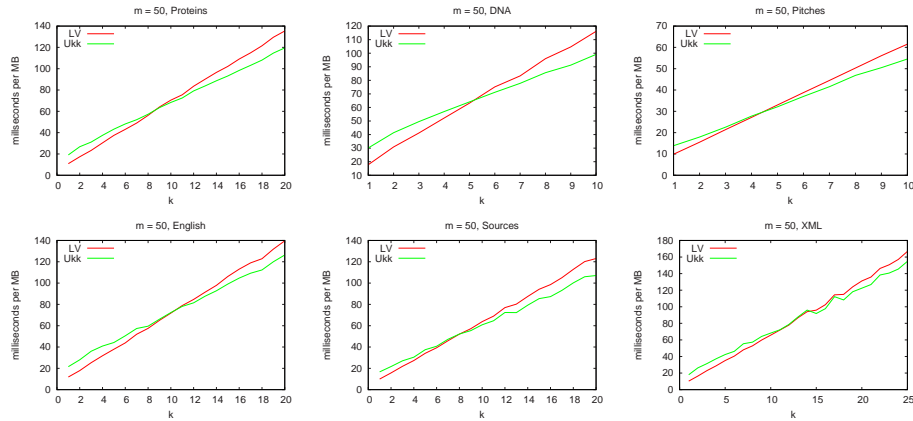 m = 50, Proteins
LV
Ukk
milliseconds per MB
140
120
100
80
60
40
20
0
0 2 4 6 8 10 12 14 16 18 20
k
m = 50, DNA
LV
Ukk
milliseconds per MB
120
110
100
90
80
70
60
50
40
30
20
10
1 2 3 4 5 6 7 8 9 10
k
m = 50, Pitches
LV
Ukk
milliseconds per MB
70
60
50
40
30
20
10
0
1 2 3 4 5 6 7 8 9 10
k
m = 50, English
LV
Ukk
milliseconds per MB
140
120
100
80
60
40
20
0
0 2 4 6 8 10 12 14 16 18 20
k
m = 50, Sources
LV
Ukk
milliseconds per MB
140
120
100
80
60
40
20
0
0 2 4 6 8 10 12 14 16 18 20
k
m = 50, XML
LV
Ukk
milliseconds per MB
180
160
140
120
100
80
60
40
20
0
0 5 10 15 20 25
k